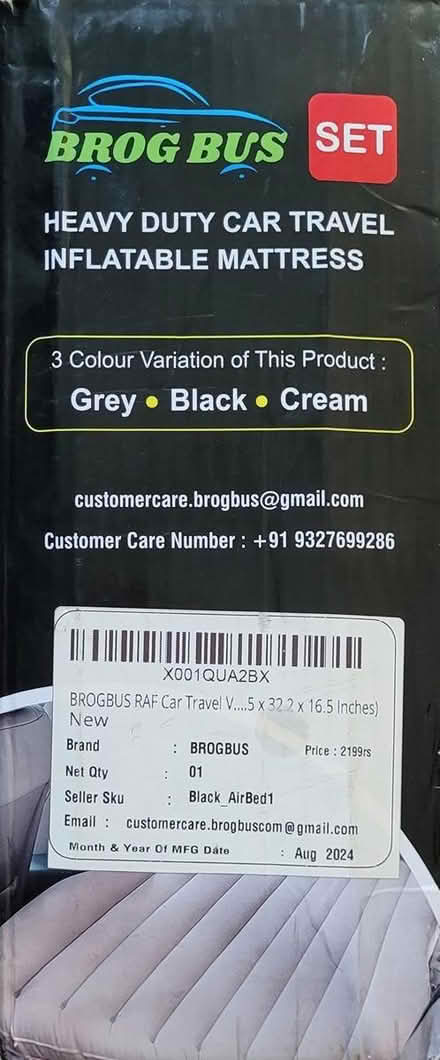 BROG BUS
SET
HEAVY DUTY CAR TRAVEL
INFLATABLE MATTRESS
3 Colour Variation of This Product :
Grey • Black • Cream
customercare.brogbus@gmail.com
Customer Care Number : +91 9327699286
X001QUA2BX
BROGBUS RAF Car Travel V....5 x 32.2 x 16.5 Inches)
New
Brand : BROGBUS Price : 2199rs
Net Qty : 01
Seller Sku : Black_AirBed1
Email : customercare.brogbuscom@gmail.com
Month & Year Of MFG Date : Aug 2024